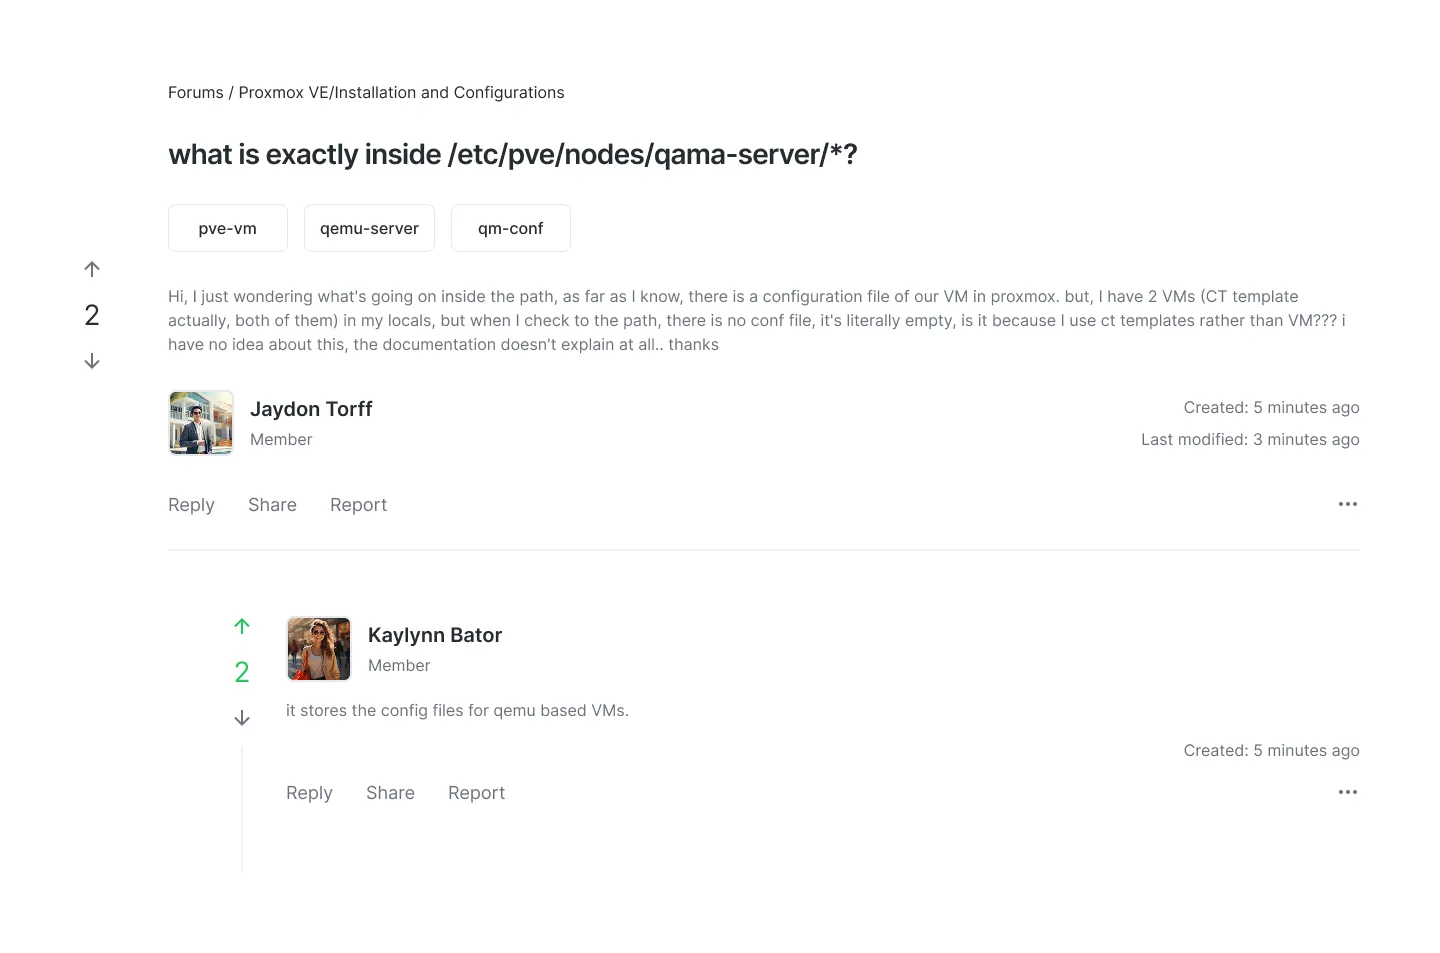 Forums / Proxmox VE/Installation and Configurations
what is exactly inside /etc/pve/nodes/qama-server/*?
pve-vm
qemu-server
qm-conf
2
Hi, I just wondering what's going on inside the path, as far as I know, there is a configuration file of our VM in proxmox. but, I have 2 VMs (CT template
actually, both of them) in my locals, but when I check to the path, there is no conf file, it's literally empty, is it because I use ct templates rather than VM??? i
have no idea about this, the documentation doesn't explain at all.. thanks
Jaydon Torff
Member
Created: 5 minutes ago
Last modified: 3 minutes ago
Reply
Share
Report
2
Kaylynn Bator
Member
it stores the config files for qemu based VMs.
Created: 5 minutes ago
Reply
Share
Report